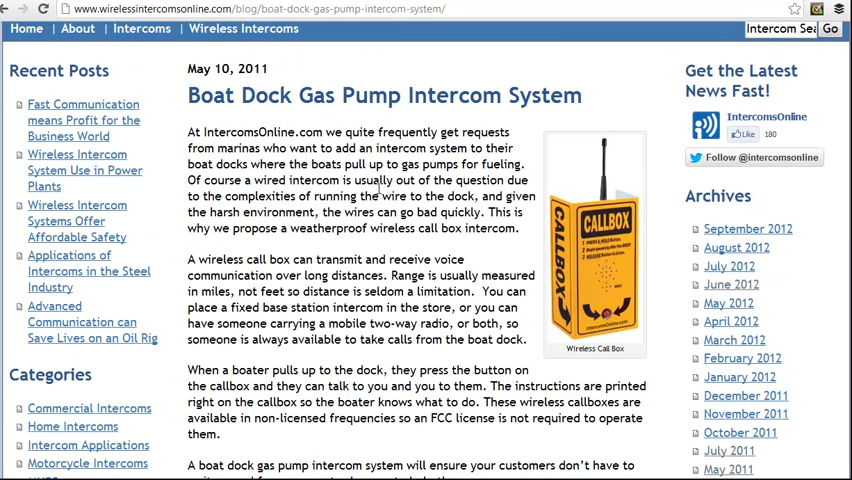 www.wirelessintercomsonline.com/blog/boat-dock-gas-pump-intercom-system/
Home | About | Intercoms | Wireless Intercoms
Intercom Sea Go
Recent Posts
Fast Communication
means Profit for the
Business World
Wireless Intercom
System Use in Power
Plants
Wireless Intercom
Systems Offer
Affordable Safety
Applications of
Intercoms in the Steel
Industry
Advanced
Communication can
Save Lives on an Oil Rig
Categories
Commercial Intercoms
Home Intercoms
Intercom Applications
Motorcycle Intercoms
May 10, 2011
Boat Dock Gas Pump Intercom System
At IntercomsOnline.com we quite frequently get requests
from marinas who want to add an intercom system to their
boat docks where the boats pull up to gas pumps for fueling.
Of course a wired intercom is usually out of the question due
to the complexities of running the wire to the dock, and given
the harsh environment, the wires can go bad quickly. This is
why we propose a weatherproof wireless call box intercom.
A wireless call box can transmit and receive voice
communication over long distances. Range is usually measured
in miles, not feet so distance is seldom a limitation. You can
place a fixed base station intercom in the store, or you can
have someone carrying a mobile two-way radio, or both, so
someone is always available to take calls from the boat dock.
CALLBOX
CALLBOX
IntercomsOnline.com
Wireless Call Box
When a boater pulls up to the dock, they press the button on
the callbox and they can talk to you and you to them. The instructions are printed
right on the callbox so the boater knows what to do. These wireless callboxes are
available in non-licensed frequencies so an FCC license is not required to operate
them.
A boat dock gas pump intercom system will ensure your customers don't have to
Get the Latest
News Feast!
IntercomsOnline
Like 180
Follow @intercomsonline
Archives
September 2012
August 2012
July 2012
June 2012
May 2012
April 2012
March 2012
February 2012
January 2012
December 2011
November 2011
October 2011
July 2011
May 2011